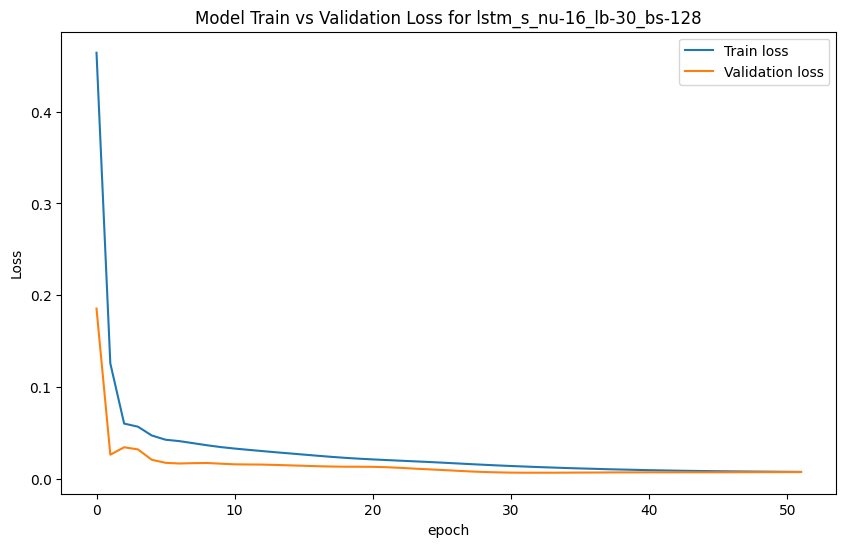 Model Train vs Validation Loss for lstm_s_nu-16_lb-30_bs-128
Train loss
Validation loss
Loss
0.4
0.3
0.2
0.1
0.0
0
10
20
30
40
50
epoch